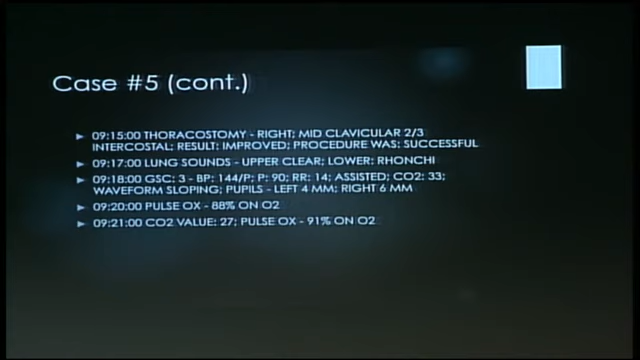 Case #5 (cont.)
09:15:00 THORACOSTOMY - RIGHT; MID CLAVICULAR 2/3
INTERCOSTAL; RESULT: IMPROVED; PROCEDURE WAS: SUCCESSFUL
09:17:00 LUNG SOUNDS - UPPER CLEAR; LOWER; RHONCHI
09:18:00 GSC: 3 - BP: 144/P; P: 90; RR: 14; ASSISTED; CO2: 33;
WAVEFORM SLOPING; PUPILS - LEFT 4 MM; RIGHT 6 MM
09:20:00 PULSE OX - 88% ON O2
09:21:00 CO2 VALUE: 27; PULSE OX - 91% ON O2